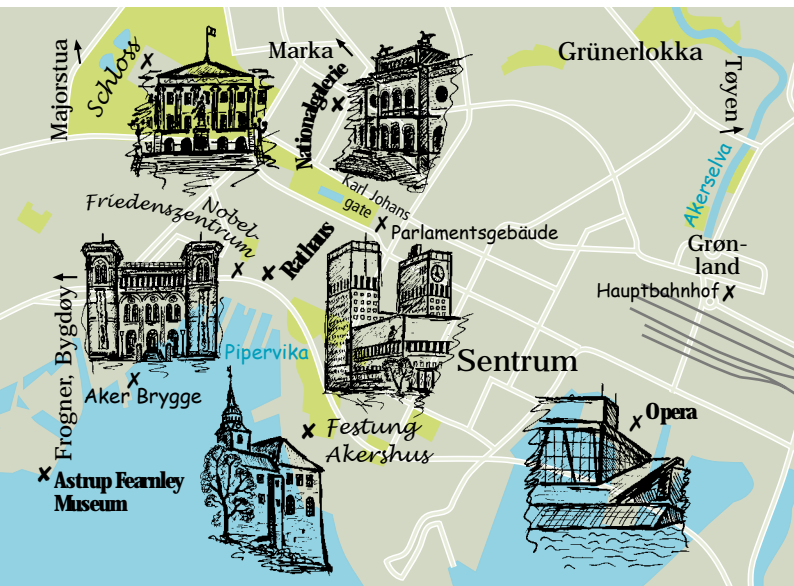 Majorstua
Schloss
Marka
Nationalgalerie
Grünerlokka
Tøyen
Akerselva
Karl Johans
gate
Parlamentsgebäude
Nobel-
Friedenszentrum
Rathaus
Grøn-
land
Hauptbahnhof
Frogner, Bygdøy
Pipervika
Sentrum
Aker Brygge
Festung
Akershus
Opera
Astrup Fearnley
Museum